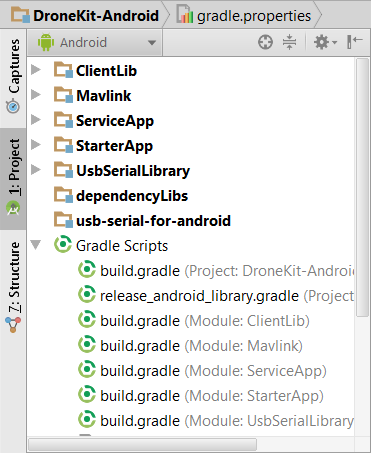 DroneKit-Android gradle.properties
Captures
1: Project
7: Structure
Android
ClientLib
Mavlink
ServiceApp
StarterApp
UsbSerialLibrary
dependencyLibs
usb-serial-for-android
Gradle Scripts
build.gradle (Project: DroneKit-Androi
release_android_library.gradle (Project
build.gradle (Module: ClientLib)
build.gradle (Module: Mavlink)
build.gradle (Module: ServiceApp)
build.gradle (Module: StarterApp)
build.gradle (Module: UsbSerialLibrary